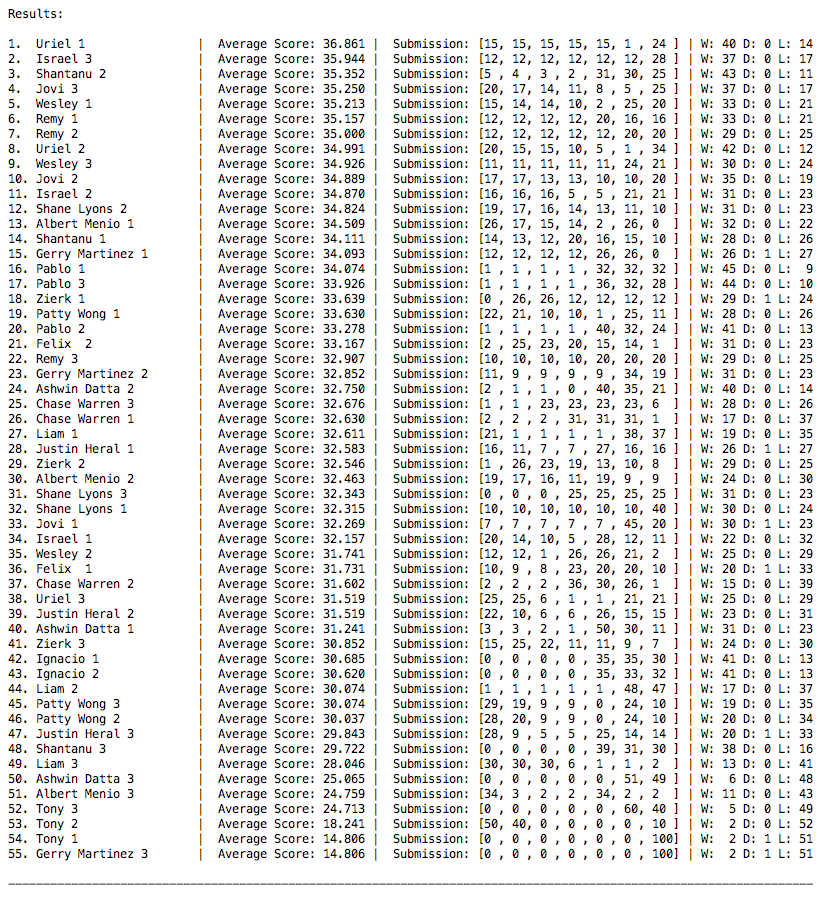 Results:
1. Uriel 1 | Average Score: 36.861 | Submission: [15, 15, 15, 15, 15, 1 , 24 ] | W: 40 D: 0 L: 14
2. Israel 3 | Average Score: 35.944 | Submission: [12, 12, 12, 12, 12, 12, 28 ] | W: 37 D: 0 L: 17
3. Shantanu 2 | Average Score: 35.352 | Submission: [5 , 4 , 3 , 2 , 31, 30, 25 ] | W: 43 D: 0 L: 11
4. Jovi 3 | Average Score: 35.250 | Submission: [20, 17, 14, 11, 8 , 5 , 25 ] | W: 37 D: 0 L: 17
5. Wesley 1 | Average Score: 35.213 | Submission: [15, 14, 14, 10, 2 , 25, 20 ] | W: 33 D: 0 L: 21
6. Remy 1 | Average Score: 35.157 | Submission: [12, 12, 12, 12, 20, 16, 16 ] | W: 33 D: 0 L: 21
7. Remy 2 | Average Score: 35.000 | Submission: [12, 12, 12, 12, 12, 20, 20 ] | W: 29 D: 0 L: 25
8. Uriel 2 | Average Score: 34.991 | Submission: [20, 15, 15, 10, 5 , 1 , 34 ] | W: 42 D: 0 L: 12
9. Wesley 3 | Average Score: 34.926 | Submission: [11, 11, 11, 11, 11, 24, 21 ] | W: 30 D: 0 L: 24
10. Jovi 2 | Average Score: 34.889 | Submission: [17, 17, 13, 13, 10, 10, 20 ] | W: 35 D: 0 L: 19
11. Israel 2 | Average Score: 34.870 | Submission: [16, 16, 16, 5 , 5 , 21, 21 ] | W: 31 D: 0 L: 23
12. Shane Lyons 2 | Average Score: 34.824 | Submission: [19, 17, 16, 14, 13, 11, 10 ] | W: 31 D: 0 L: 23
13. Albert Menio 1 | Average Score: 34.509 | Submission: [26, 17, 15, 14, 2 , 26, 0 ] | W: 32 D: 0 L: 22
14. Shantanu 1 | Average Score: 34.111 | Submission: [14, 13, 12, 20, 16, 15, 10 ] | W: 28 D: 0 L: 26
15. Gerry Martinez 1 | Average Score: 34.093 | Submission: [12, 12, 12, 12, 26, 26, 0 ] | W: 26 D: 1 L: 27
16. Pablo 1 | Average Score: 34.074 | Submission: [1 , 1 , 1 , 1 , 32, 32, 32 ] | W: 45 D: 0 L: 9
17. Pablo 3 | Average Score: 33.926 | Submission: [1 , 1 , 1 , 1 , 36, 32, 28 ] | W: 44 D: 0 L: 10
18. Zierk 1 | Average Score: 33.639 | Submission: [0 , 26, 26, 12, 12, 12, 12 ] | W: 29 D: 1 L: 24
19. Patty Wong 1 | Average Score: 33.630 | Submission: [22, 21, 10, 10, 1 , 25, 11 ] | W: 28 D: 0 L: 26
20. Pablo 2 | Average Score: 33.278 | Submission: [1 , 1 , 1 , 1 , 40, 32, 24 ] | W: 41 D: 0 L: 13
21. Felix 2 | Average Score: 33.167 | Submission: [2 , 25, 23, 20, 15, 14, 1 ] | W: 31 D: 0 L: 23
22. Remy 3 | Average Score: 32.907 | Submission: [10, 10, 10, 10, 20, 20, 20 ] | W: 29 D: 0 L: 25
23. Gerry Martinez 2 | Average Score: 32.852 | Submission: [11, 9 , 9 , 9 , 9 , 34, 19 ] | W: 31 D: 0 L: 23
24. Ashwin Datta 2 | Average Score: 32.750 | Submission: [2 , 1 , 1 , 0 , 40, 35, 21 ] | W: 40 D: 0 L: 14
25. Chase Warren 3 | Average Score: 32.676 | Submission: [1 , 1 , 23, 23, 23, 23, 6 ] | W: 28 D: 0 L: 26
26. Chase Warren 1 | Average Score: 32.630 | Submission: [2 , 2 , 2 , 31, 31, 31, 1 ] | W: 17 D: 0 L: 37
27. Liam 1 | Average Score: 32.611 | Submission: [21, 1 , 1 , 1 , 1 , 38, 37 ] | W: 19 D: 0 L: 35
28. Justin Heral 1 | Average Score: 32.583 | Submission: [16, 11, 7 , 7 , 27, 16, 16 ] | W: 26 D: 1 L: 27
29. Zierk 2 | Average Score: 32.546 | Submission: [1 , 26, 23, 19, 13, 10, 8 ] | W: 29 D: 0 L: 25
30. Albert Menio 2 | Average Score: 32.463 | Submission: [19, 17, 16, 11, 19, 9 , 9 ] | W: 24 D: 0 L: 30
31. Shane Lyons 3 | Average Score: 32.343 | Submission: [0 , 0 , 0 , 25, 25, 25, 25 ] | W: 31 D: 0 L: 23
32. Shane Lyons 1 | Average Score: 32.315 | Submission: [10, 10, 10, 10, 10, 10, 40 ] | W: 30 D: 0 L: 24
33. Jovi 1 | Average Score: 32.269 | Submission: [7 , 7 , 7 , 7 , 7 , 45, 20 ] | W: 30 D: 1 L: 23
34. Israel 1 | Average Score: 32.157 | Submission: [20, 14, 10, 5 , 28, 12, 11 ] | W: 22 D: 0 L: 32
35. Wesley 2 | Average Score: 31.741 | Submission: [12, 12, 1 , 26, 26, 21, 2 ] | W: 25 D: 0 L: 29
36. Felix 1 | Average Score: 31.731 | Submission: [10, 9 , 8 , 23, 20, 20, 10 ] | W: 20 D: 1 L: 33
37. Chase Warren 2 | Average Score: 31.602 | Submission: [2 , 2 , 2 , 36, 30, 26, 1 ] | W: 15 D: 0 L: 39
38. Uriel 3 | Average Score: 31.519 | Submission: [25, 25, 6 , 1 , 1 , 21, 21 ] | W: 25 D: 0 L: 29
39. Justin Heral 2 | Average Score: 31.519 | Submission: [22, 10, 6 , 6 , 26, 15, 15 ] | W: 23 D: 0 L: 31
40. Ashwin Datta 1 | Average Score: 31.241 | Submission: [3 , 3 , 2 , 1 , 50, 30, 11 ] | W: 31 D: 0 L: 23
41. Zierk 3 | Average Score: 30.852 | Submission: [15, 25, 22, 11, 11, 9 , 7 ] | W: 24 D: 0 L: 30
42. Ignacio 1 | Average Score: 30.685 | Submission: [0 , 0 , 0 , 0 , 35, 35, 30 ] | W: 41 D: 0 L: 13
43. Ignacio 2 | Average Score: 30.620 | Submission: [0 , 0 , 0 , 0 , 35, 33, 32 ] | W: 41 D: 0 L: 13
44. Liam 2 | Average Score: 30.074 | Submission: [1 , 1 , 1 , 1 , 1 , 48, 47 ] | W: 17 D: 0 L: 37
45. Patty Wong 3 | Average Score: 30.074 | Submission: [29, 19, 9 , 9 , 0 , 24, 10 ] | W: 19 D: 0 L: 35
46. Patty Wong 2 | Average Score: 30.037 | Submission: [28, 20, 9 , 9 , 0 , 24, 10 ] | W: 20 D: 0 L: 34
47. Justin Heral 3 | Average Score: 29.843 | Submission: [28, 9 , 5 , 5 , 25, 14, 14 ] | W: 20 D: 1 L: 33
48. Shantanu 3 | Average Score: 29.722 | Submission: [0 , 0 , 0 , 0 , 39, 31, 30 ] | W: 38 D: 0 L: 16
49. Liam 3 | Average Score: 28.046 | Submission: [30, 30, 30, 6 , 1 , 1 , 2 ] | W: 13 D: 0 L: 41
50. Ashwin Datta 3 | Average Score: 25.065 | Submission: [0 , 0 , 0 , 0 , 0 , 51, 49 ] | W: 6 D: 0 L: 48
51. Albert Menio 3 | Average Score: 24.759 | Submission: [34, 3 , 2 , 2 , 34, 2 , 2 ] | W: 11 D: 0 L: 43
52. Tony 3 | Average Score: 24.713 | Submission: [0 , 0 , 0 , 0 , 0 , 60, 40 ] | W: 5 D: 0 L: 49
53. Tony 2 | Average Score: 18.241 | Submission: [50, 40, 0 , 0 , 0 , 0 , 10 ] | W: 2 D: 0 L: 52
54. Tony 1 | Average Score: 14.806 | Submission: [0 , 0 , 0 , 0 , 0 , 0 , 100] | W: 2 D: 1 L: 51
55. Gerry Martinez 3 | Average Score: 14.806 | Submission: [0 , 0 , 0 , 0 , 0 , 0 , 100] | W: 2 D: 1 L: 51